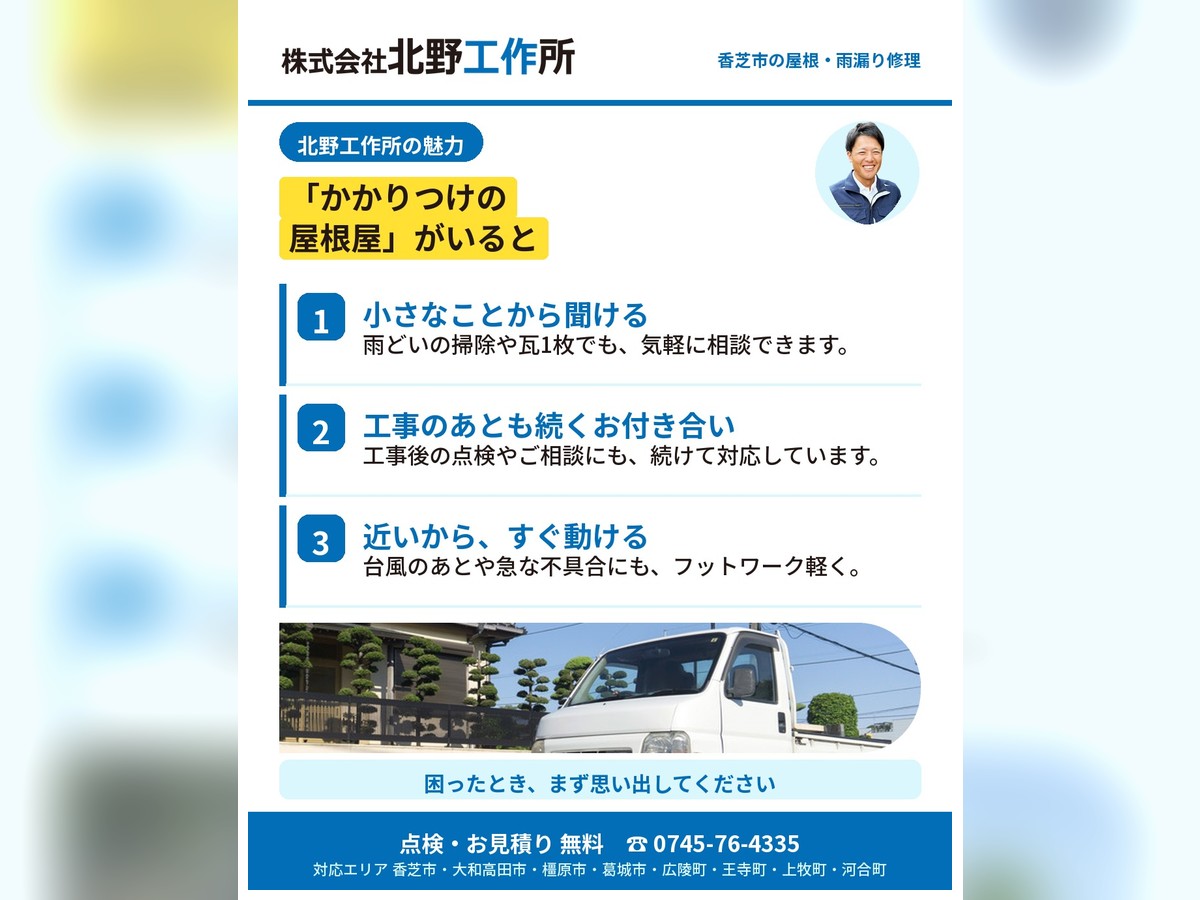 株式会社北野工作所
香芝市の屋根・雨漏り修理
北野工作所の魅力
「かかりつけの
屋根屋」がいると
1
小さなことから聞ける
雨どいの掃除や瓦1枚でも、気軽に相談できます。
2
工事のあとも続くお付き合い
工事後の点検やご相談にも、続けて対応しています。
3
近いから、すぐ動ける
台風のあとや急な不具合にも、フットワーク軽く。
困ったとき、まず思い出してください
点検・お見積り 無料 ☎ 0745-76-4335
対応エリア 香芝市・大和高田市・橿原市・葛城市・広陵町・王寺町・上牧町・河合町